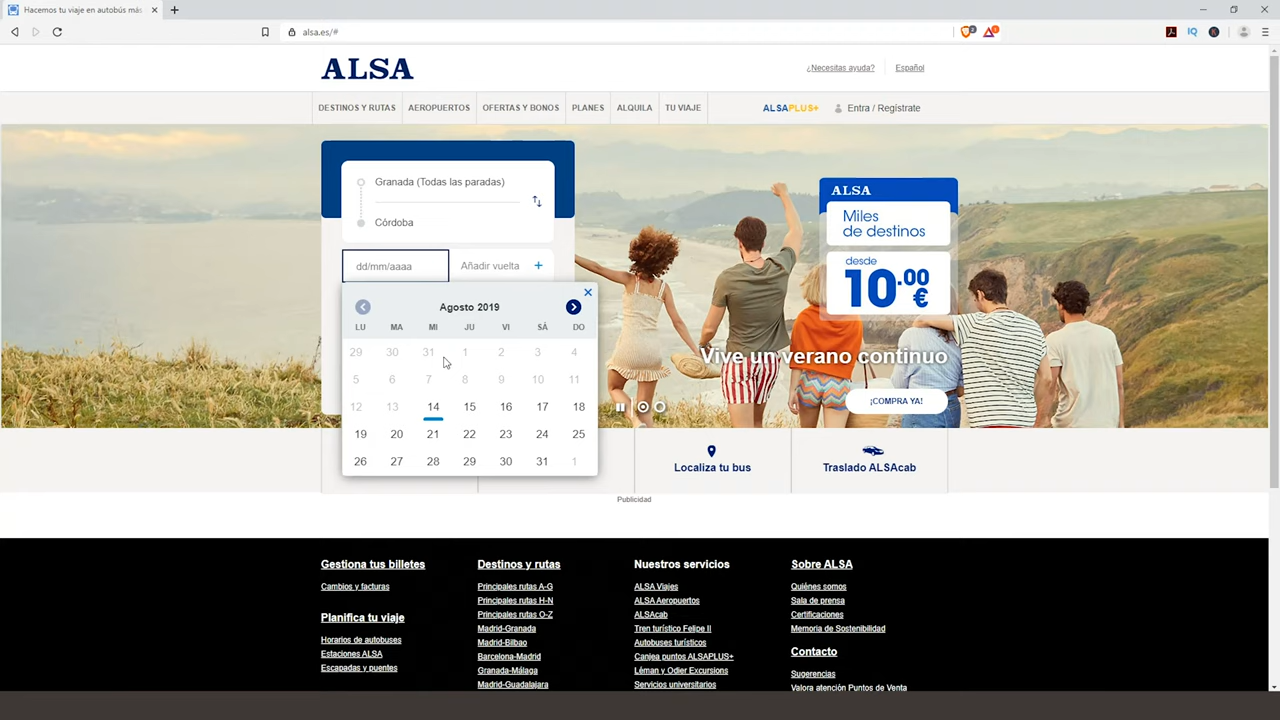 Hacemos tu viaje en autobús más
alsa.es/#
ALSA
¿Necesitas ayuda?
Español
DESTINOS Y RUTAS
AEROPUERTOS
OFERTAS Y BONOS
PLANES
ALQUILA
TU VIAJE
ALSAPLUS+
Entra / Regístrate
Granada (Todas las paradas)
Córdoba
dd/mm/aaaa
Añadir vuelta +
Agosto 2019
LU MA MI JU VI SÁ DO
29 30 31 1 2 3 4
5 6 7 8 9 10 11
12 13 14 15 16 17 18
19 20 21 22 23 24 25
26 27 28 29 30 31 1
ALSA
Miles
de destinos
desde
10.00 €
Vive un verano continuo
¡COMPRA YA!
Localiza tu bus
Traslado ALSAcab
Publicidad
Gestiona tus billetes
Cambios y facturas
Planifica tu viaje
Horarios de autobuses
Estaciones ALSA
Escapadas y puentes
Destinos y rutas
Principales rutas A-G
Principales rutas H-N
Principales rutas O-Z
Madrid-Granada
Madrid-Bilbao
Barcelona-Madrid
Granada-Málaga
Madrid-Guadalajara
Nuestros servicios
ALSA Viajes
ALSA Aeropuertos
ALSAcab
Tren turístico Felipe II
Autobuses turísticos
Canjea puntos ALSAPLUS+
Léman y Odier Excursions
Servicios universitarios
Sobre ALSA
Quiénes somos
Sala de prensa
Certificaciones
Memoria de Sostenibilidad
Contacto
Sugerencias
Valora atención Puntos de Venta